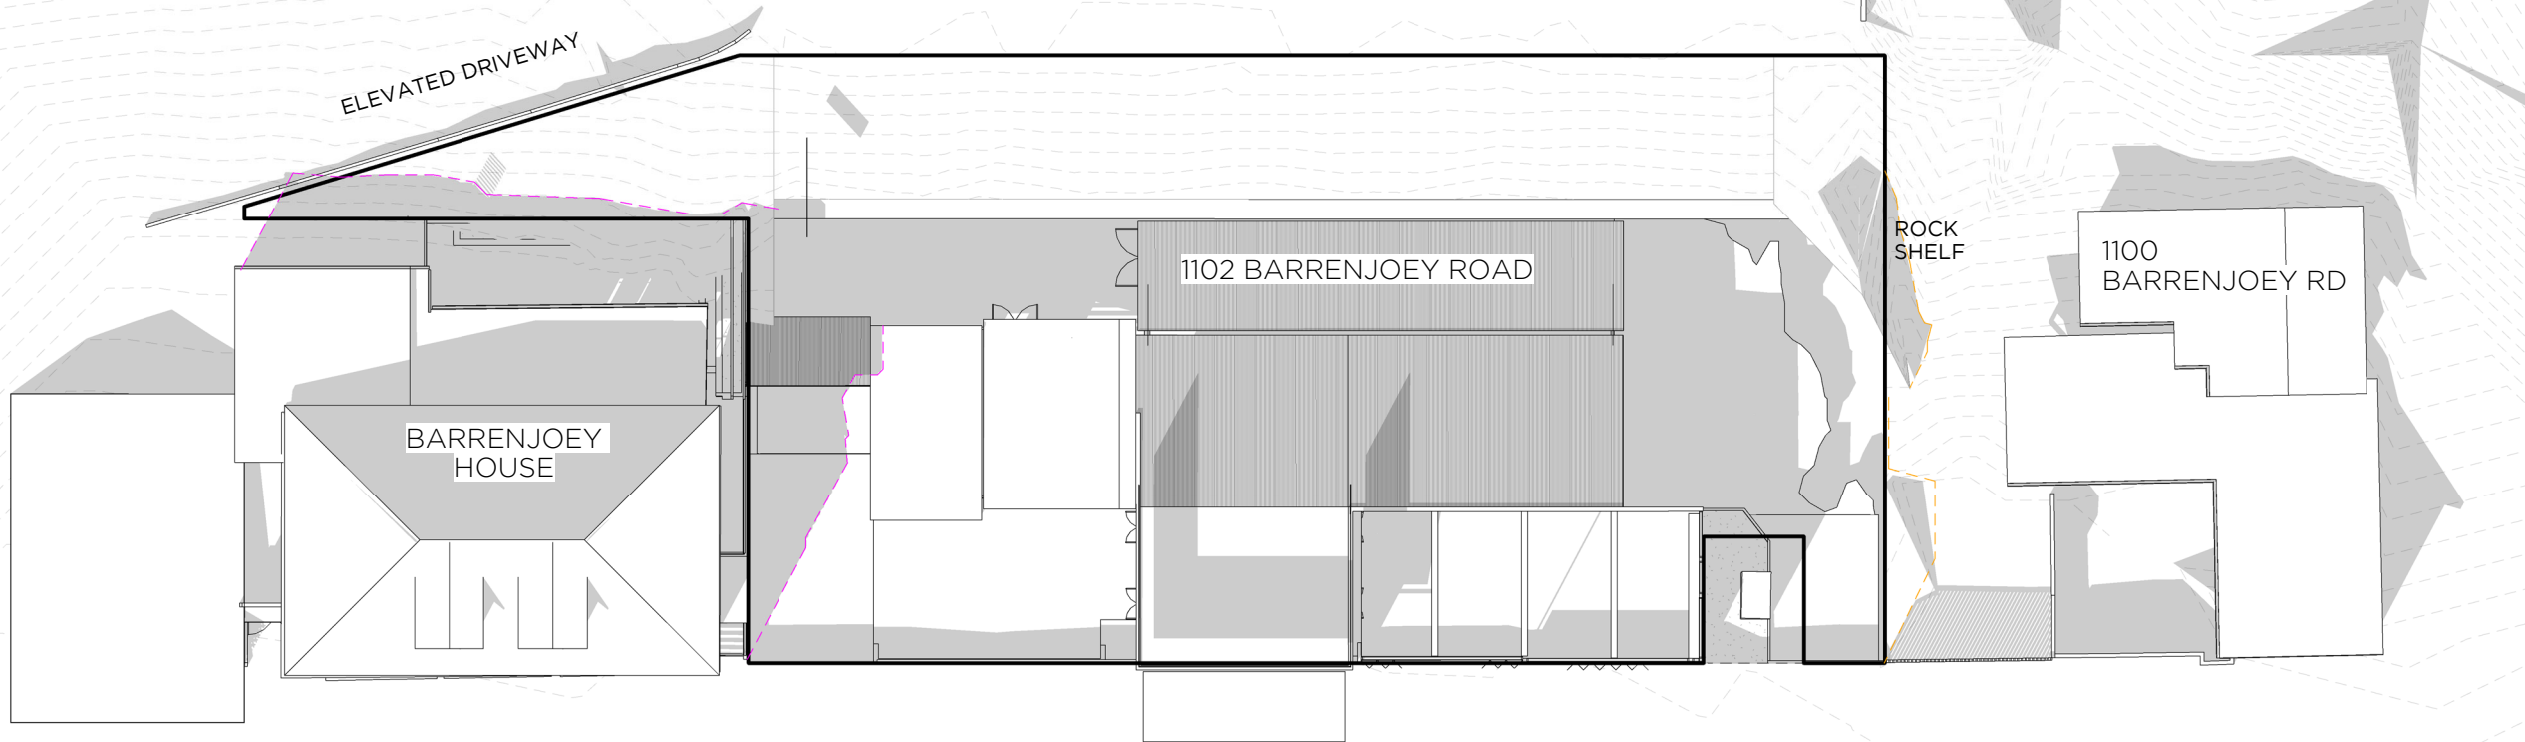 ELEVATED DRIVEWAY
ROCK
SHELF
1100
BARRENJOEY RD
1102 BARRENJOEY ROAD
BARRENJOEY
HOUSE